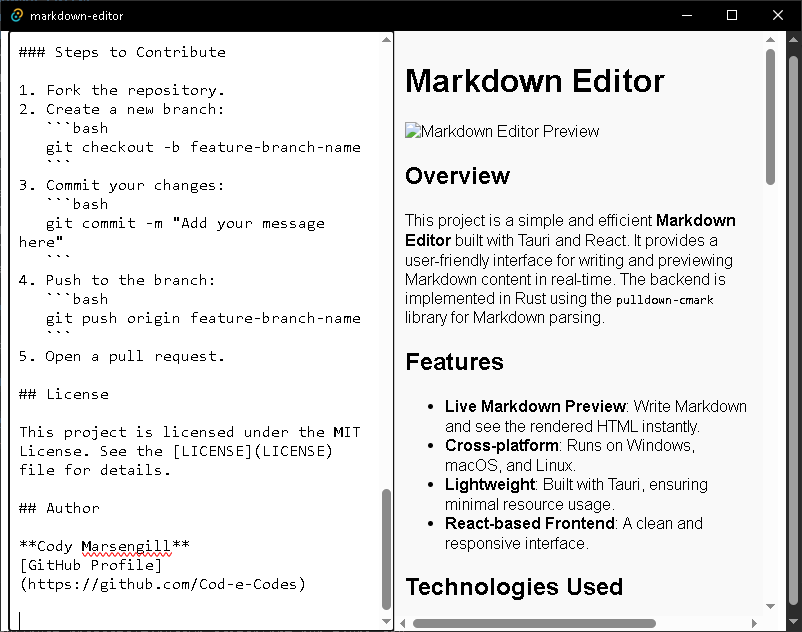 markdown-editor
### Steps to Contribute
1. Fork the repository.
2. Create a new branch:
```bash
git checkout -b feature-branch-name
```
3. Commit your changes:
```bash
git commit -m "Add your message
here"
```
4. Push to the branch:
```bash
git push origin feature-branch-name
```
5. Open a pull request.
## License
This project is licensed under the MIT
License. See the [LICENSE](LICENSE)
file for details.
## Author
**Cody Marsengill**
[GitHub Profile]
(https://github.com/Cod-e-Codes)
Markdown Editor
Markdown Editor Preview
Overview
This project is a simple and efficient Markdown
Editor built with Tauri and React. It provides a
user-friendly interface for writing and previewing
Markdown content in real-time. The backend is
implemented in Rust using the pulldown-cmark
library for Markdown parsing.
Features
• Live Markdown Preview: Write Markdown
and see the rendered HTML instantly.
• Cross-platform: Runs on Windows,
macOS, and Linux.
• Lightweight: Built with Tauri, ensuring
minimal resource usage.
• React-based Frontend: A clean and
responsive interface.
Technologies Used